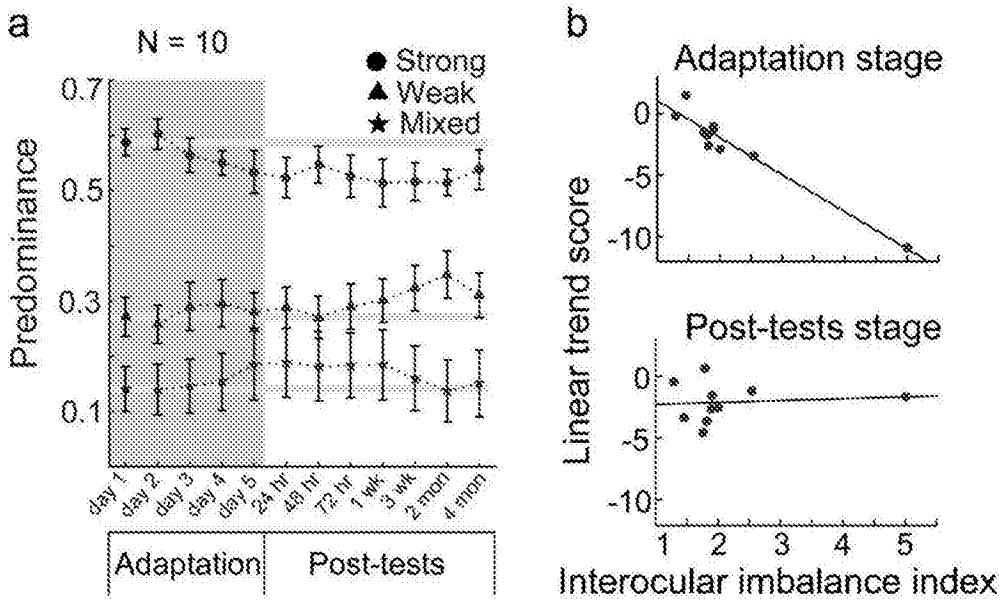 a
N = 10
Strong
Weak
Mixed
Predominance
0.7
0.5
0.3
0.1
day 1
day 2
day 3
day 4
day 5
24 hr
48 hr
72 hr
1 wk
3 wk
2 mon
4 mon
Adaptation
Post-tests
b
Adaptation stage
Linear trend score
0
-5
-10
Post-tests stage
0
-5
-10
1 2 3 4 5
Interocular imbalance index